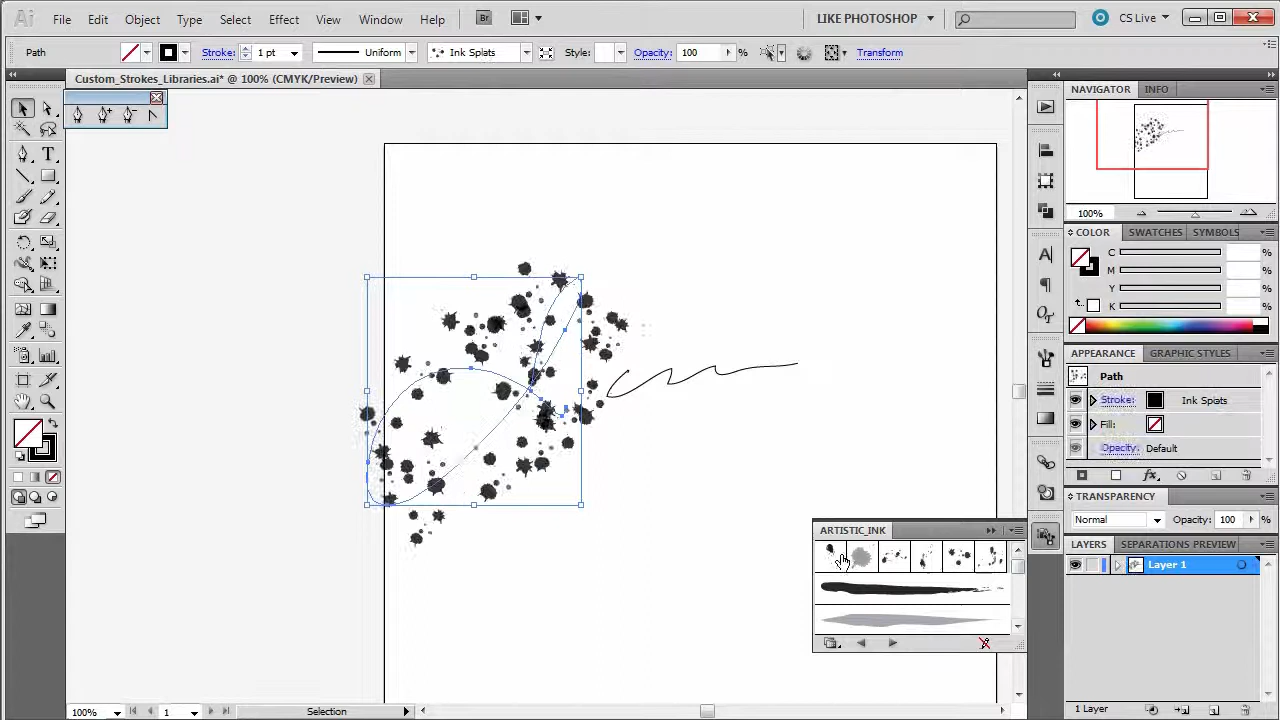 Ai File Edit Object Type Select Effect View Window Help Br LIKE PHOTOSHOP CS Live
Path Stroke: 1 pt Uniform Ink Splats Style: Opacity: 100 % Transform
Custom_Strokes_Libraries.ai* @ 100% (CMYK/Preview)
NAVIGATOR INFO
100%
COLOR SWATCHES SYMBOLS
C %
M %
Y %
K %
APPEARANCE GRAPHIC STYLES
Path
Stroke: Ink Splats
Fill:
Opacity: Default
fx
TRANSPARENCY
Normal Opacity: 100 %
ARTISTIC_INK
LAYERS SEPARATIONS PREVIEW
Layer 1
1 Layer
100% 1 Selection